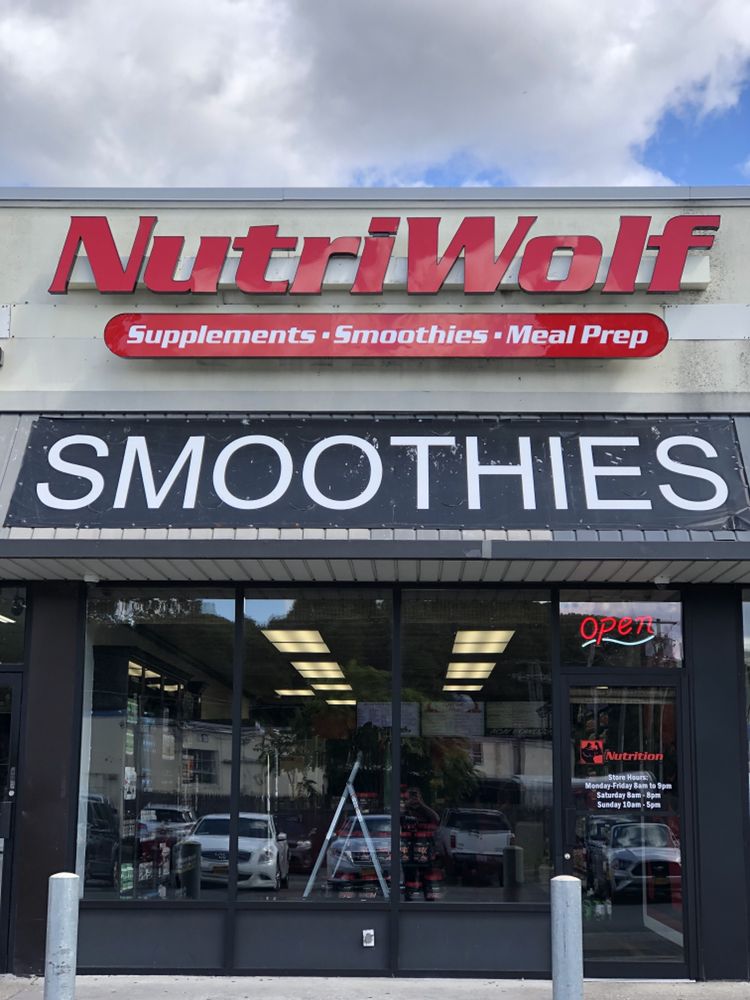 NutriWolf
Supplements · Smoothies · Meal Prep
SMOOTHIES
open
Nutrition
Store Hours:
Monday-Friday 8am to 9pm
Saturday 8am - 8pm
Sunday 10am - 5pm